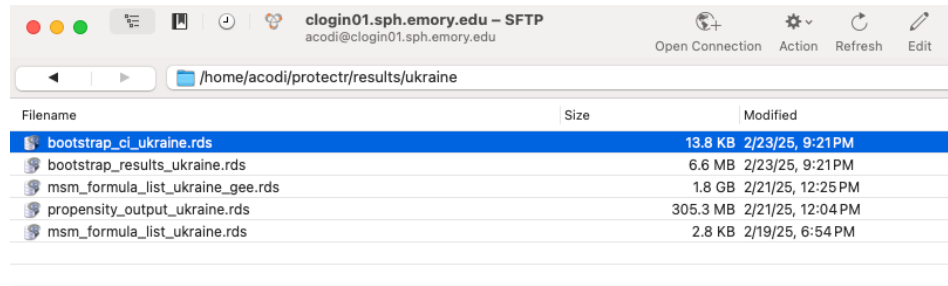 clogin01.sph.emory.edu – SFTP
acodi@clogin01.sph.emory.edu
Open Connection Action Refresh Edit
/home/acodi/protectr/results/ukraine
Filename Size Modified
bootstrap_ci_ukraine.rds 13.8 KB 2/23/25, 9:21 PM
bootstrap_results_ukraine.rds 6.6 MB 2/23/25, 9:21 PM
msm_formula_list_ukraine_gee.rds 1.8 GB 2/21/25, 12:25 PM
propensity_output_ukraine.rds 305.3 MB 2/21/25, 12:04 PM
msm_formula_list_ukraine.rds 2.8 KB 2/19/25, 6:54 PM